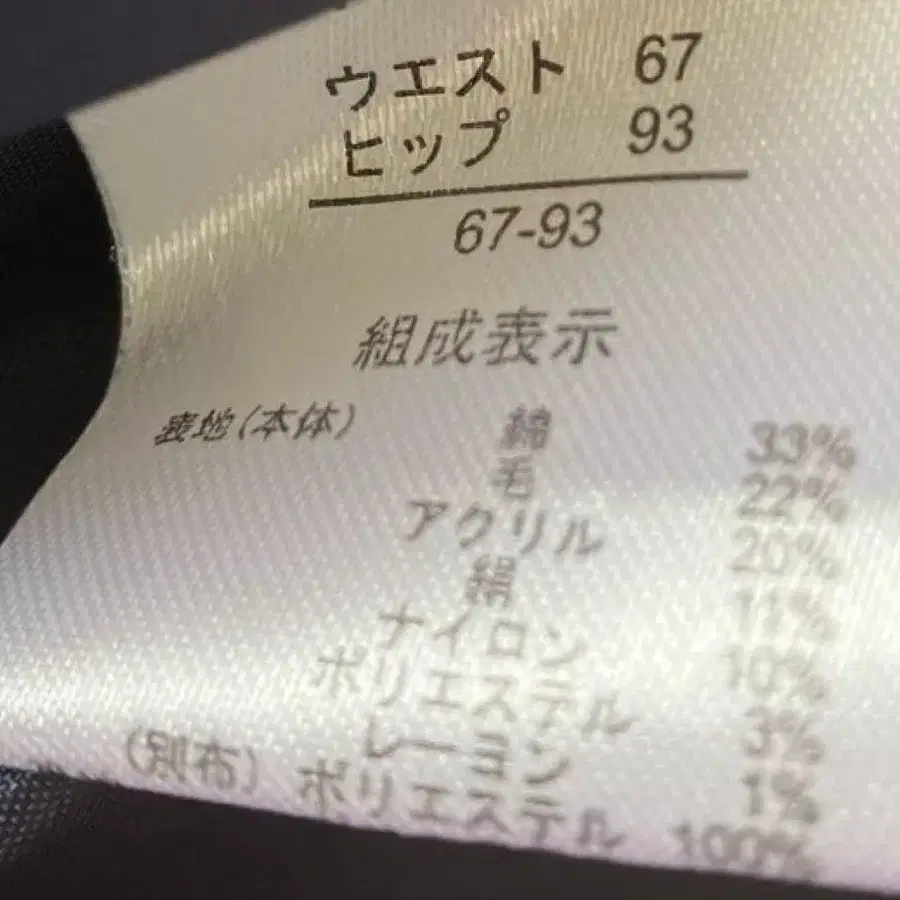 ウエスト 67
ヒップ 93
67-93
組成表示
表地(本体) 綿 33%
毛 22%
アクリル 20%
絹 11%
ナイロン 10%
ポリエステル 3%
レーヨン 1%
(別布) ポリエステル 100%